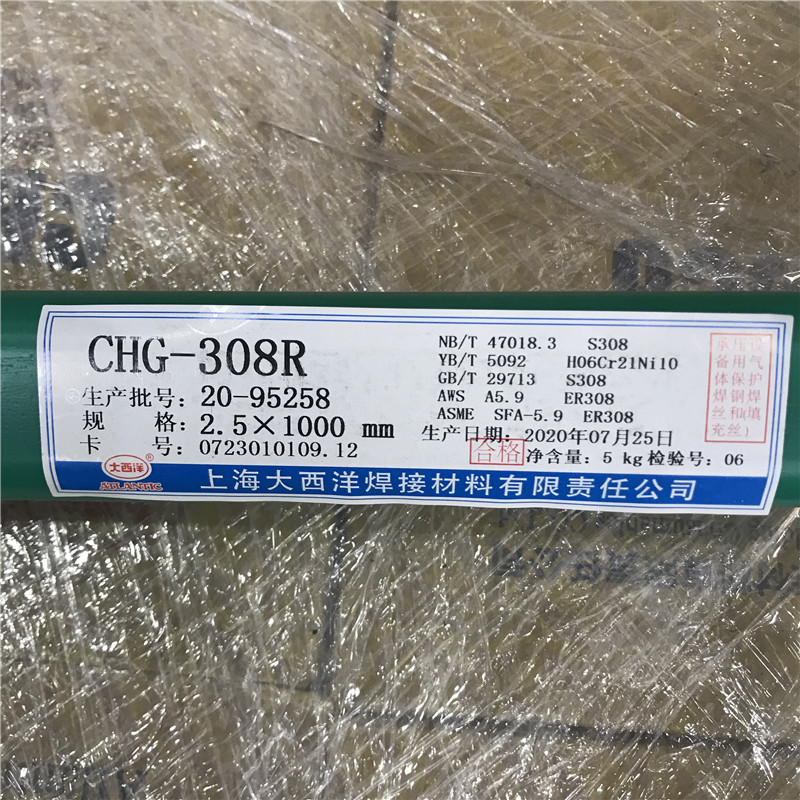 CHG-308R
生产批号: 20-95258
规 格: 2.5×1000 mm
卡 号: 0723010109.12
NB/T 47018.3 S308
YB/T 5092 H06Cr21Ni10
GB/T 29713 S308
AWS A5.9 ER308
ASME SFA-5.9 ER308
生产日期: 2020年07月25日
合格 净含量: 5 kg 检验号: 06
承压设
备用气
体保护
焊钢焊
丝和填
充丝
大西洋®
ATLANTIC
上海大西洋焊接材料有限责任公司